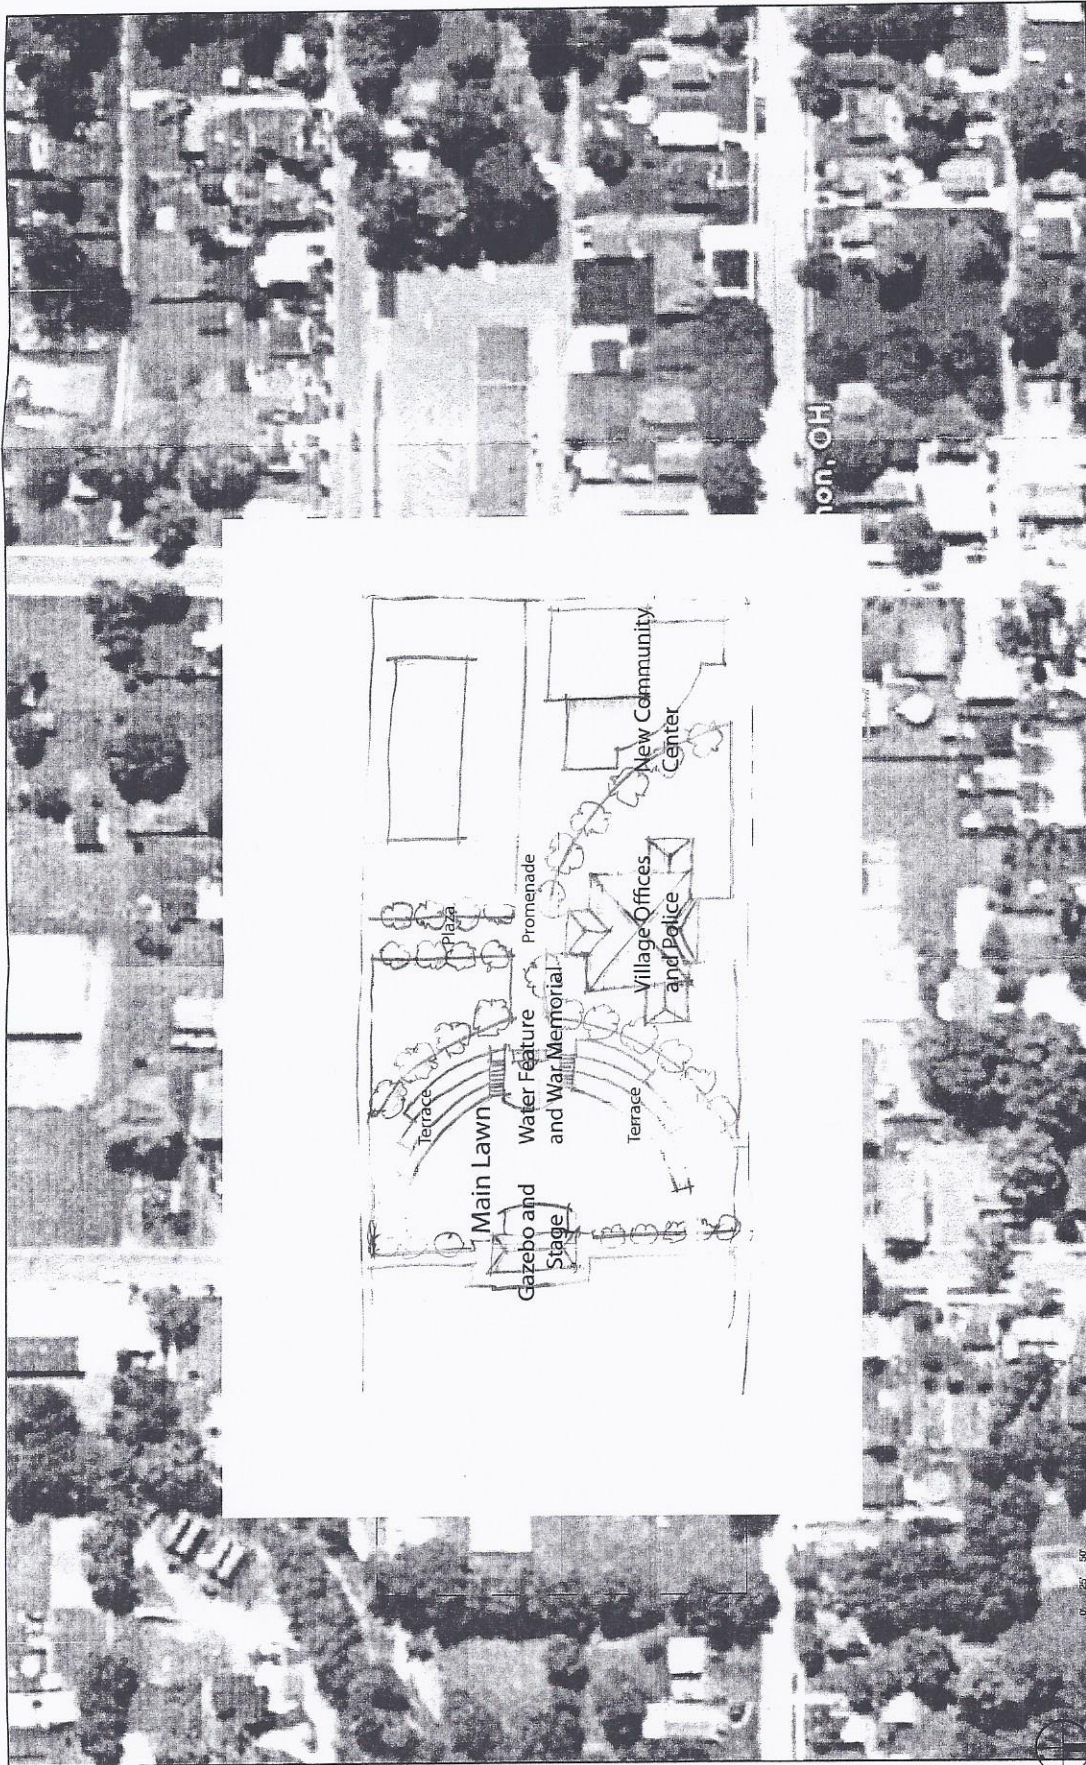 Plaza
Promenade
New Community
Center
Village Offices
and Police
Terrace
Main Lawn
Water Feature
and War Memorial
Terrace
Gazebo and
Stage
non, OH
50'